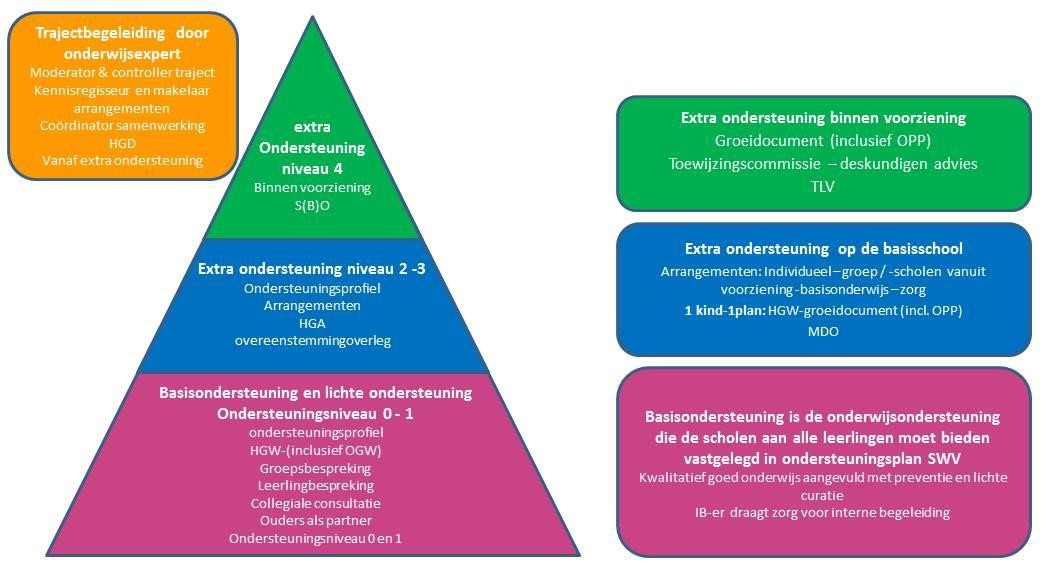 Trajectbegeleiding door
onderwijsexpert
Moderator & controller traject
Kennisregisseur en makelaar
arrangementen
Coördinator samenwerking
HGD
Vanaf extra ondersteuning
extra
Ondersteuning
niveau 4
Binnen voorziening
S(B)O
Extra ondersteuning niveau 2 -3
Ondersteuningsprofiel
Arrangementen
HGA
overeenstemmingoverleg
Basisondersteuning en lichte ondersteuning
Ondersteuningsniveau 0 - 1
ondersteuningsprofiel
HGW-(inclusief OGW)
Groepsbespreking
Leerlingbespreking
Collegiale consultatie
Ouders als partner
Ondersteuningsniveau 0 en 1
Extra ondersteuning binnen voorziening
Groeidocument (inclusief OPP)
Toewijzingscommissie – deskundigen advies
TLV
Extra ondersteuning op de basisschool
Arrangementen: Individueel – groep / -scholen vanuit
voorziening -basisonderwijs – zorg
1 kind-1plan: HGW-groeidocument (incl. OPP)
MDO
Basisondersteuning is de onderwijsondersteuning
die de scholen aan alle leerlingen moet bieden
vastgelegd in ondersteuningsplan SWV
Kwalitatief goed onderwijs aangevuld met preventie en lichte
curatie
IB-er draagt zorg voor interne begeleiding